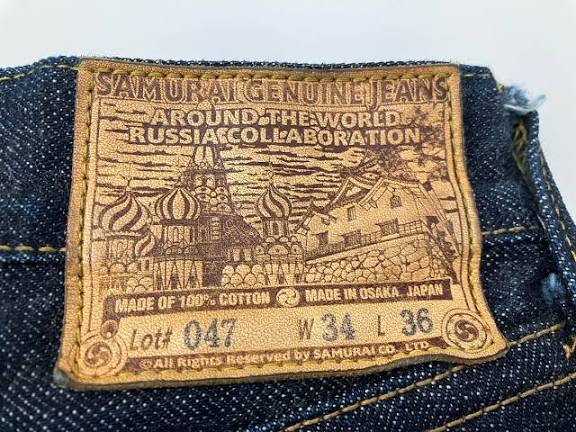 SAMURAI GENUINE JEANS
AROUND THE WORLD
RUSSIA COLLABORATION
MADE OF 100% COTTON MADE IN OSAKA, JAPAN
Lot# 047 W 34 L 36
©All Rights Reserved by SAMURAI CO. LTD